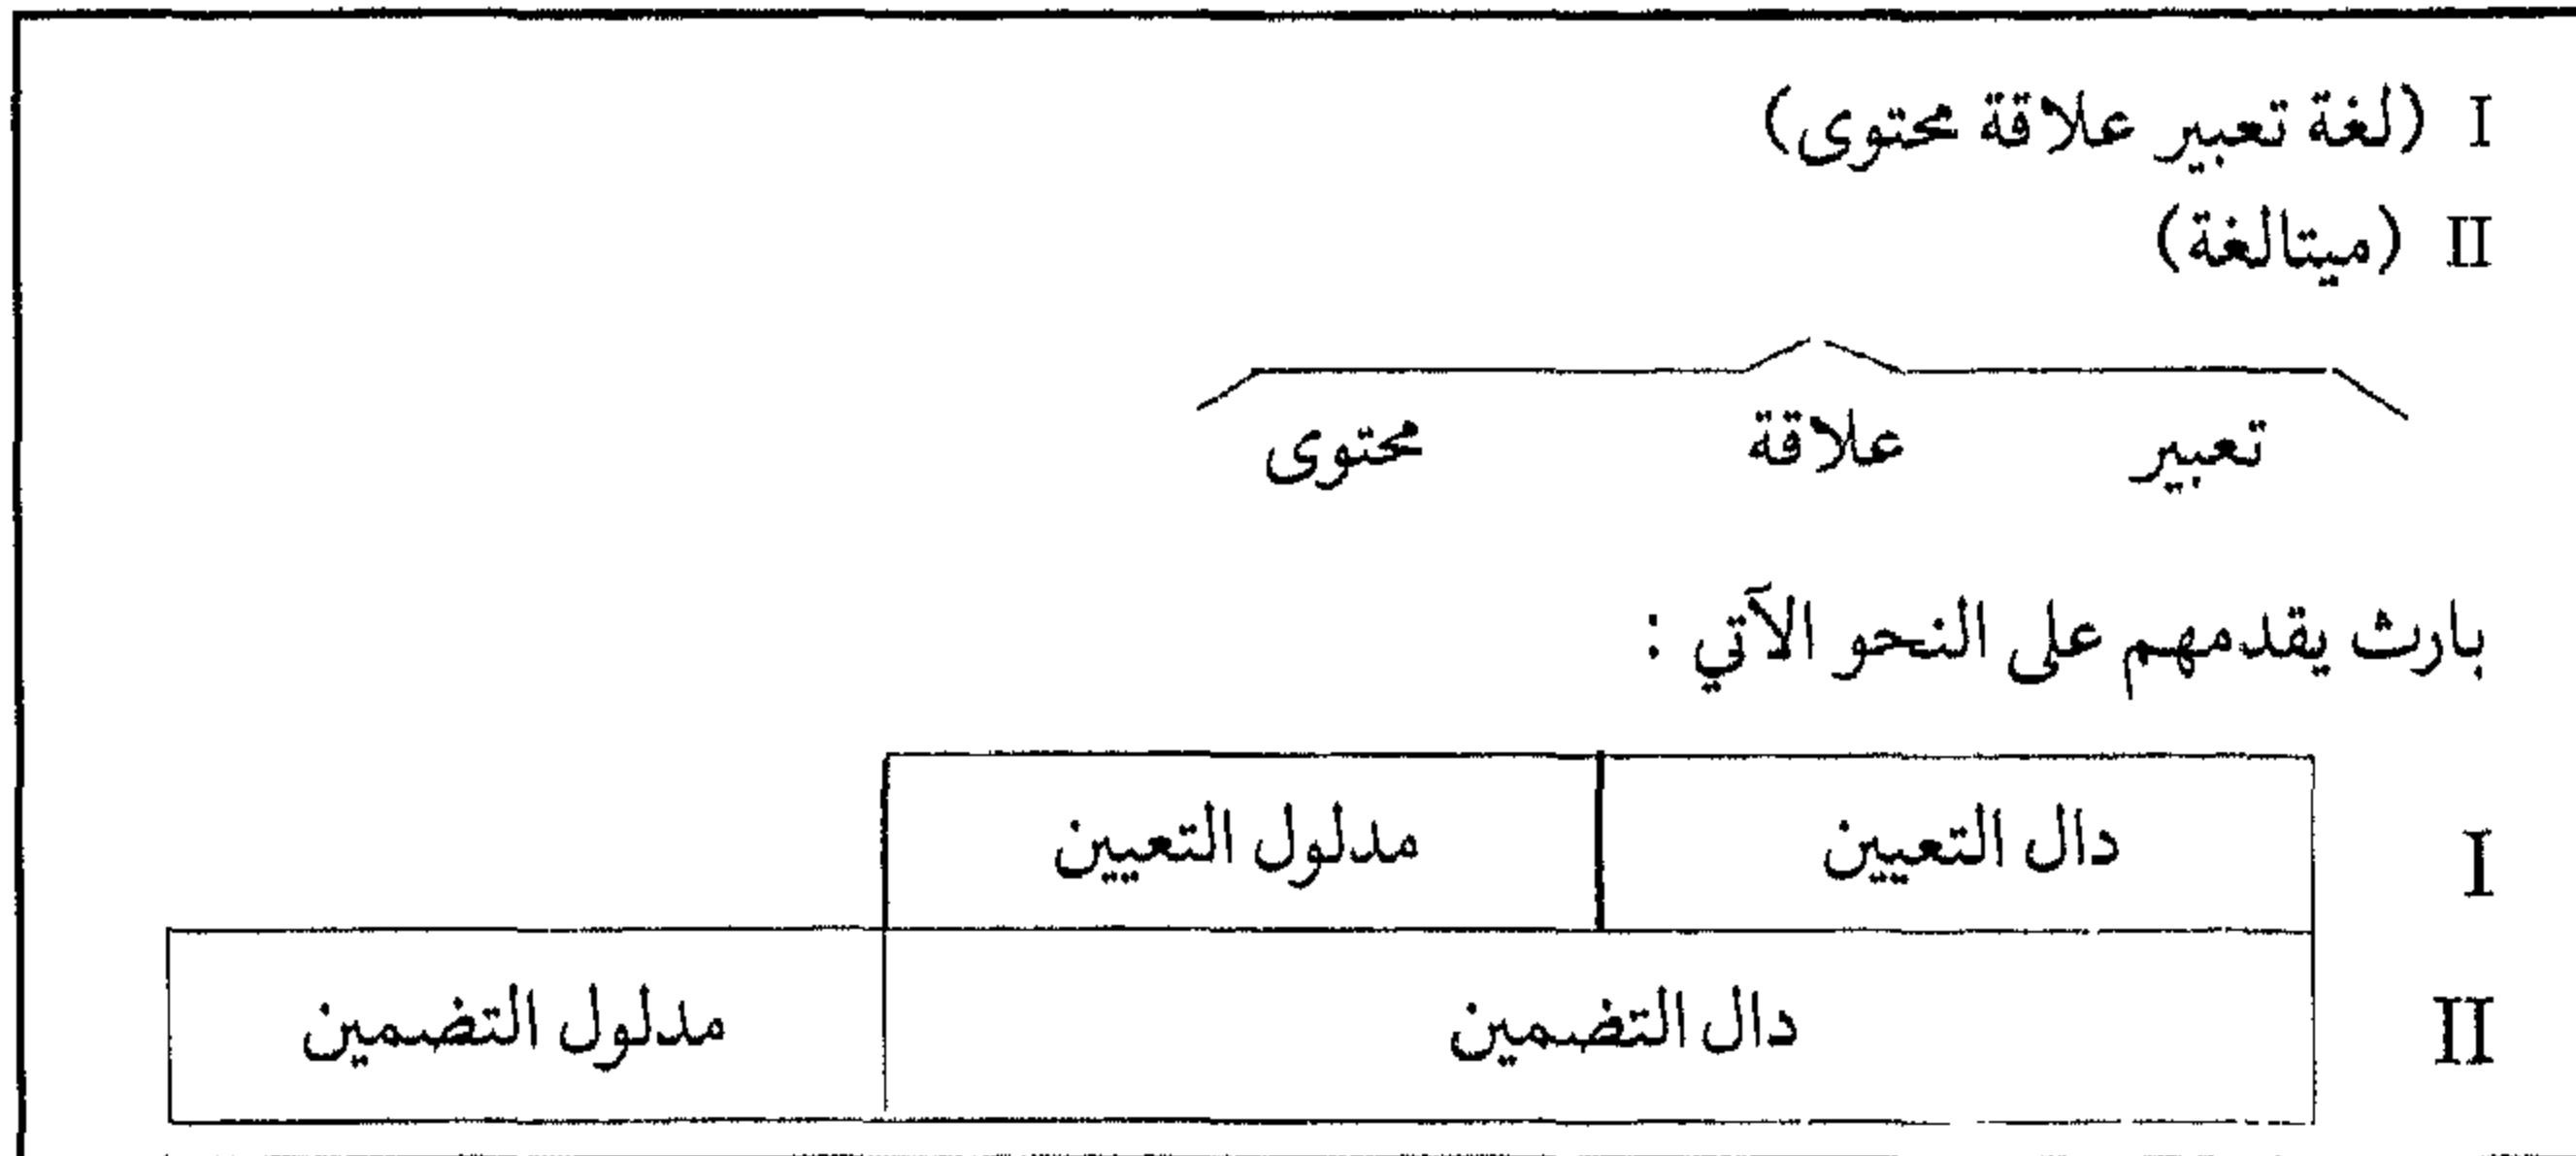 I (لغة تعبير علاقة محتوى)
II (ميتالغة)
تعبير علاقة محتوى
بارث يقدمهم على النحو الآتي :
I دال التعيين مدلول التعيين
II دال التضمين مدلول التضمين